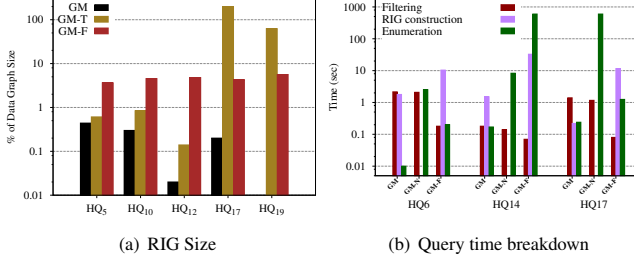 GM
GM-T
GM-F
% of Data Graph Size
100
10
1
0.1
0.01
HQ5 HQ10 HQ12 HQ17 HQ19
(a) RIG Size
Filtering
RIG construction
Enumeration
Time (sec)
1000
100
10
1
0.1
0.01
GM GM-N GM-F GM GM-N GM-F GM GM-N GM-F
HQ6 HQ14 HQ17
(b) Query time breakdown